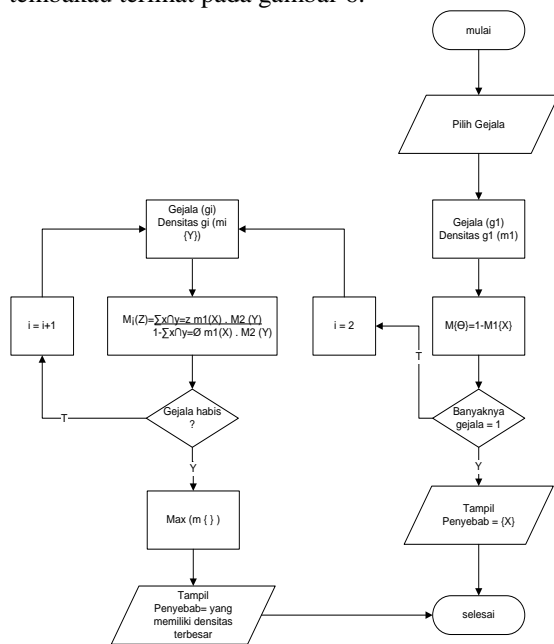 tembakau terlihat pada gambar 6.
mulai
Pilih Gejala
Gejala (g1)
Densitas g1 (m1)
M{Ө}=1-M1{X}
Banyaknya
gejala = 1
T
Y
Tampil
Penyebab = {X}
selesai
i = 2
Gejala (gi)
Densitas gi (mi
{Y})
Mi(Z)=∑x∩y=z m1(X) . M2 (Y)
1-∑x∩y=Ø m1(X) . M2 (Y)
Gejala habis
?
T
i = i+1
Y
Max (m { } )
Tampil
Penyebab= yang
memiliki densitas
terbesar